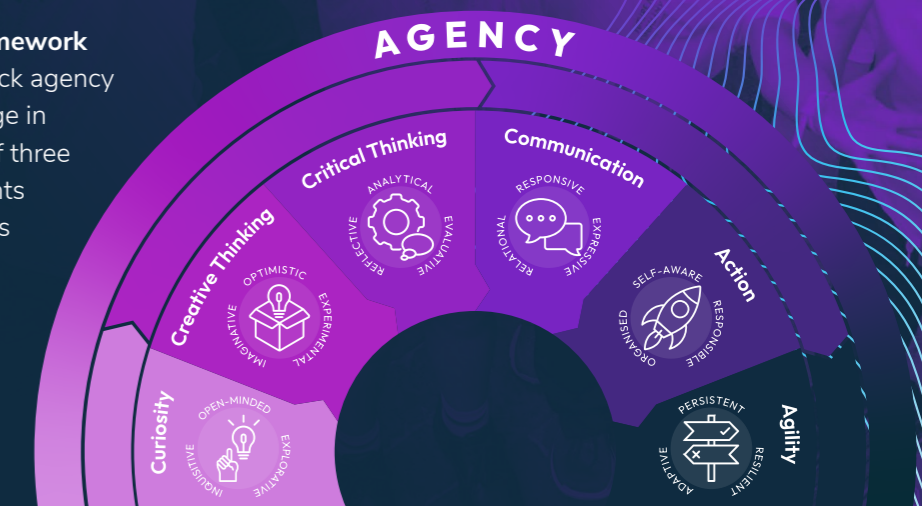 mework
ck agency
ge in
f three
nts
s
AGENCY
Curiosity
OPEN-MINDED
INQUISITIVE
EXPLORATIVE
Creative Thinking
OPTIMISTIC
IMAGINATIVE
EXPERIMENTAL
Critical Thinking
ANALYTICAL
REFLECTIVE
EVALUATIVE
Communication
RESPONSIVE
RELATIONAL
EXPRESSIVE
Action
SELF-AWARE
ORGANISED
RESPONSIBLE
Agility
PERSISTENT
ADAPTIVE
RESILIENT